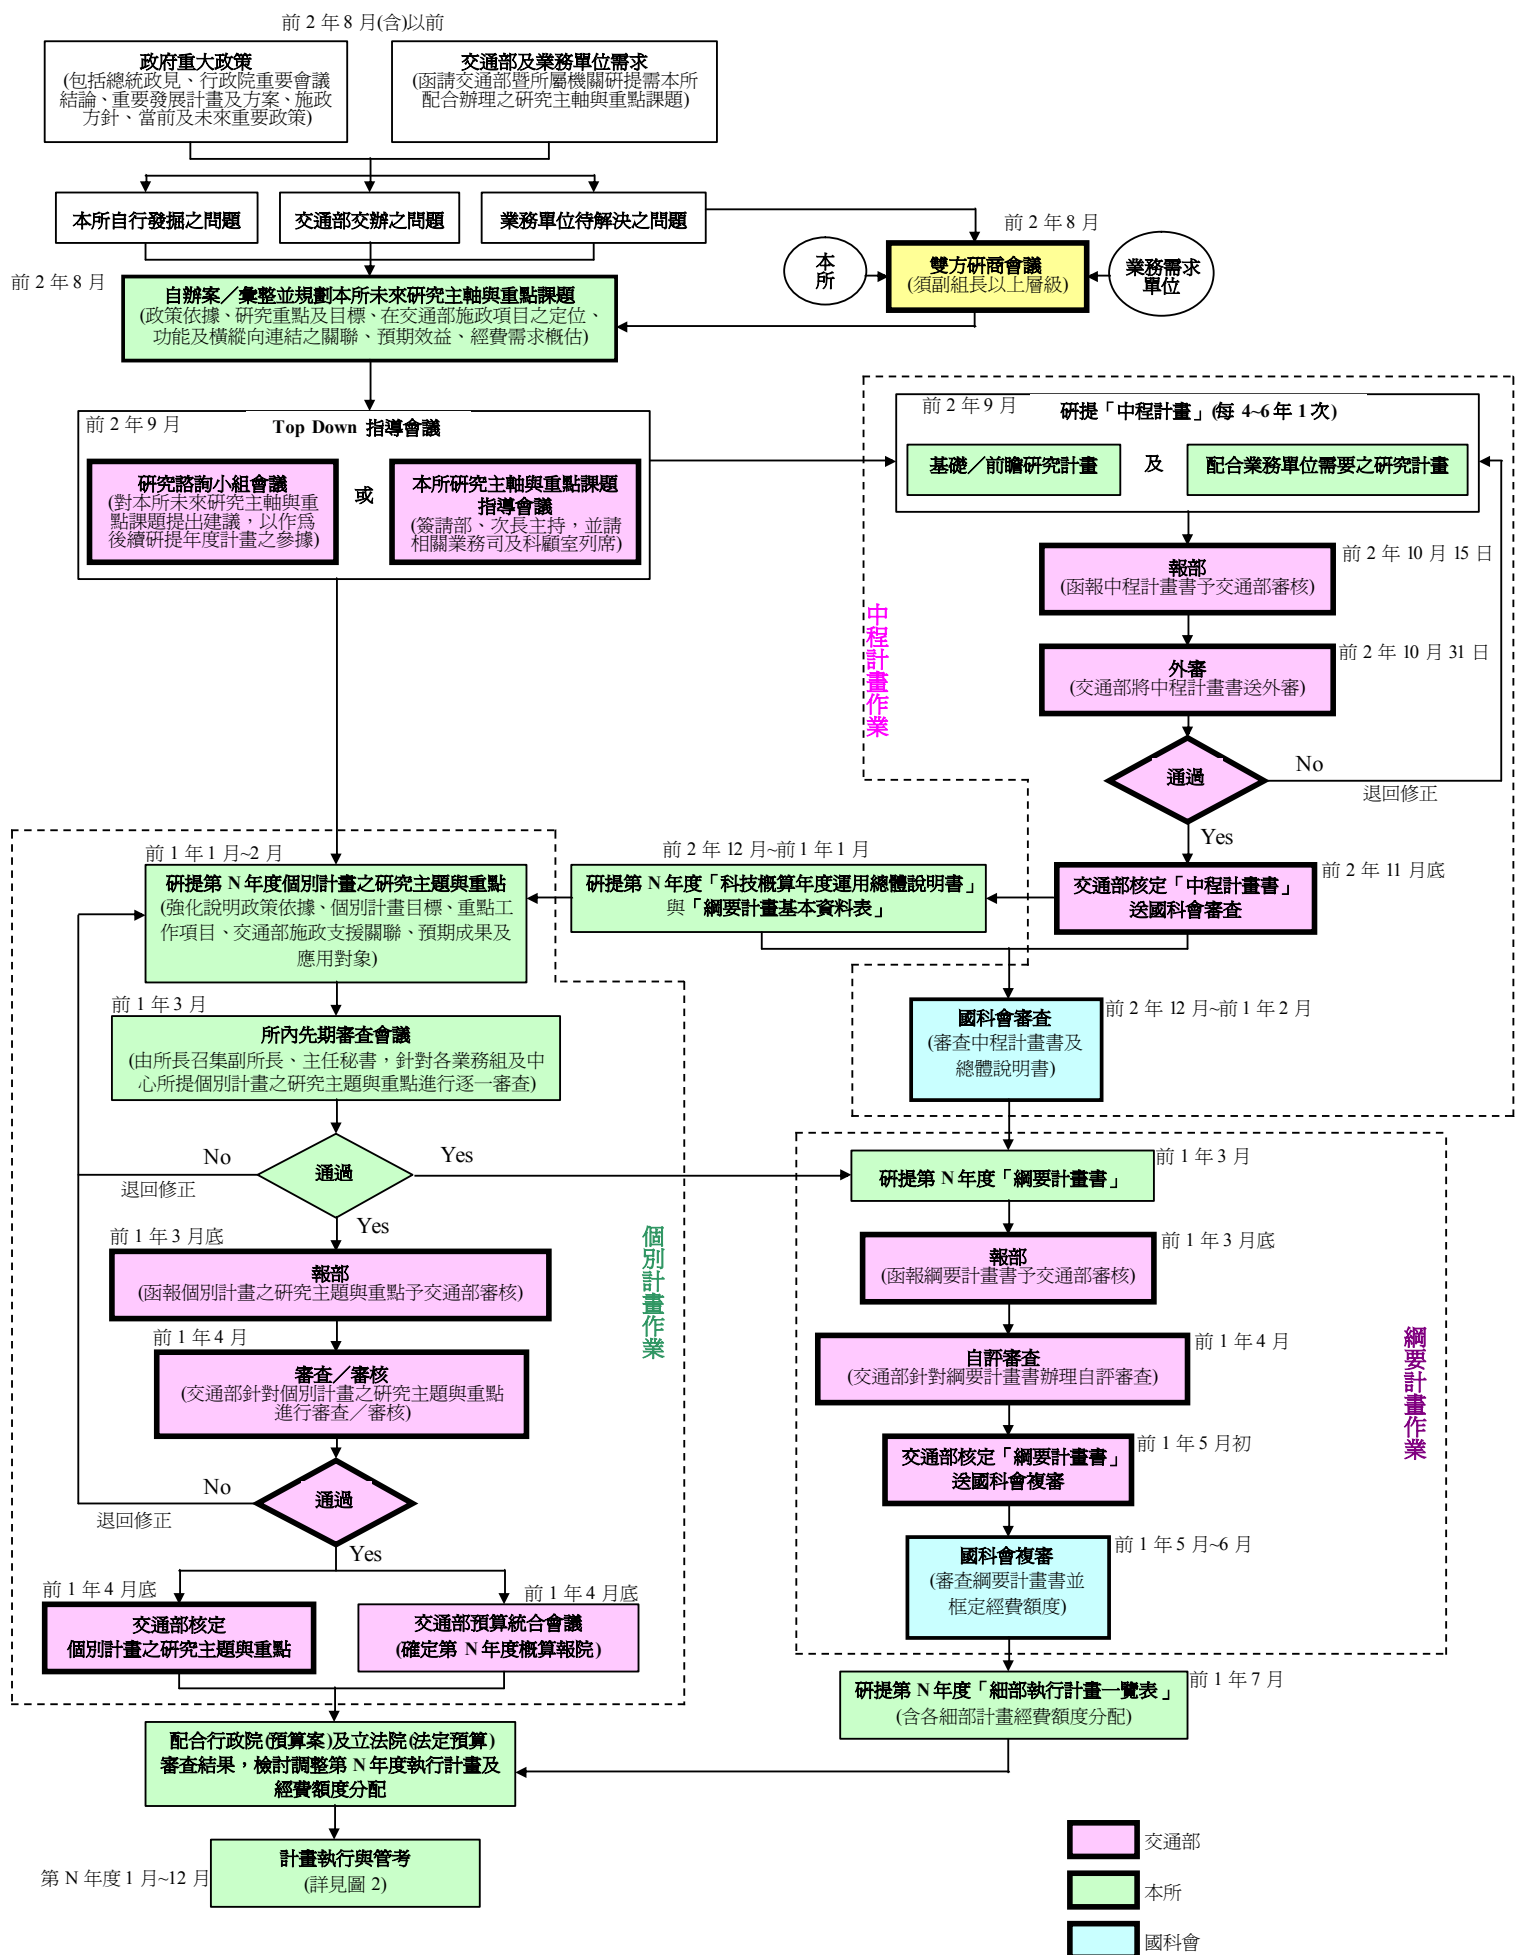 前 2 年 8 月(含)以前
政府重大政策
(包括總統政見、行政院重要會議
結論、重要發展計畫及方案、施政
方針、當前及未來重要政策)
交通部及業務單位需求
(函請交通部暨所屬機關研提需本所
配合辦理之研究主軸與重點課題)
本所自行發掘之問題
交通部交辦之問題
業務單位待解決之問題
前 2 年 8 月
本
所
雙方研商會議
(須副組長以上層級)
業務需求
單位
前 2 年 8 月
自辦案／彙整並規劃本所未來研究主軸與重點課題
(政策依據、研究重點及目標、在交通部施政項目之定位、
功能及橫縱向連結之關聯、預期效益、經費需求概估)
前 2 年 9 月
Top Down 指導會議
研究諮詢小組會議
(對本所未來研究主軸與重
點課題提出建議，以作為
後續研提年度計畫之參據)
或
本所研究主軸與重點課題
指導會議
(簽請部、次長主持，並請
相關業務司及科顧室列席)
前 2 年 9 月
研提「中程計畫」(每 4~6 年 1 次)
基礎／前瞻研究計畫
及
配合業務單位需要之研究計畫
前 2 年 10 月 15 日
報部
(函報中程計畫書予交通部審核)
前 2 年 10 月 31 日
外審
(交通部將中程計畫書送外審)
中程計畫作業
通過
No
退回修正
Yes
前 2 年 11 月底
交通部核定「中程計畫書」
送國科會審查
前 2 年 12 月~前 1 年 1 月
研提第 N 年度「科技概算年度運用總體說明書」
與「綱要計畫基本資料表」
前 1 年 1 月~2 月
研提第 N 年度個別計畫之研究主題與重點
(強化說明政策依據、個別計畫目標、重點工
作項目、交通部施政支援關聯、預期成果及
應用對象)
前 2 年 12 月~前 1 年 2 月
國科會審查
(審查中程計畫書及
總體說明書)
前 1 年 3 月
所內先期審查會議
(由所長召集副所長、主任秘書，針對各業務組及中
心所提個別計畫之研究主題與重點進行逐一審查)
通過
No
退回修正
Yes
Yes
前 1 年 3 月
研提第 N 年度「綱要計畫書」
前 1 年 3 月底
報部
(函報個別計畫之研究主題與重點予交通部審核)
個別計畫作業
前 1 年 3 月底
報部
(函報綱要計畫書予交通部審核)
前 1 年 4 月
審查／審核
(交通部針對個別計畫之研究主題與重點
進行審查／審核)
前 1 年 4 月
自評審查
(交通部針對綱要計畫書辦理自評審查)
綱要計畫作業
通過
No
退回修正
Yes
前 1 年 5 月初
交通部核定「綱要計畫書」
送國科會複審
前 1 年 5 月~6 月
國科會複審
(審查綱要計畫書並
框定經費額度)
前 1 年 4 月底
交通部核定
個別計畫之研究主題與重點
前 1 年 4 月底
交通部預算統合會議
(確定第 N 年度概算報院)
前 1 年 7 月
研提第 N 年度「細部執行計畫一覽表」
(含各細部計畫經費額度分配)
配合行政院(預算案)及立法院(法定預算)
審查結果，檢討調整第 N 年度執行計畫及
經費額度分配
第 N 年度 1 月~12 月
計畫執行與管考
(詳見圖 2)
交通部
本所
國科會